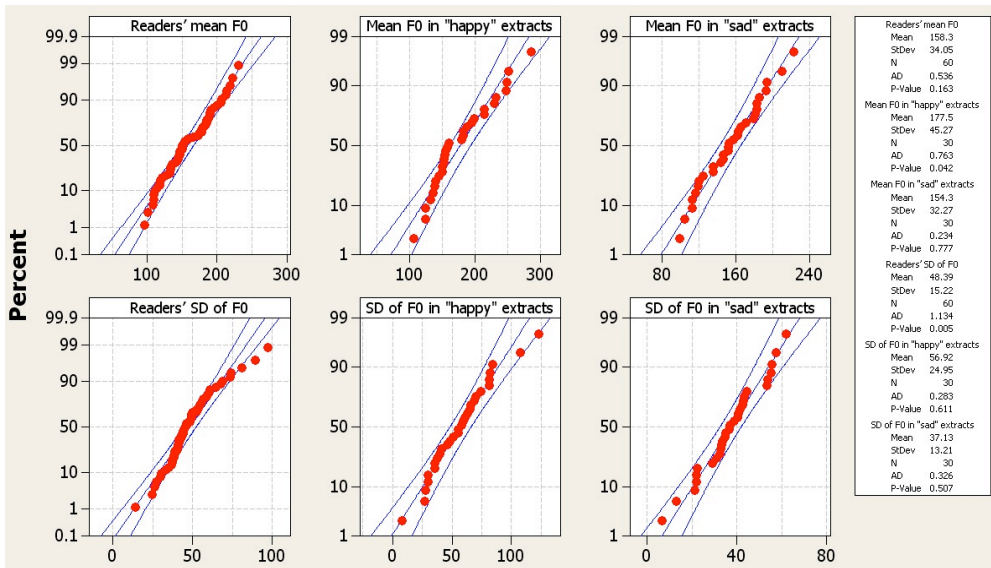 Percent
Readers' mean F0
99.9
99
90
50
10
1
0.1
100 200 300
Mean F0 in "happy" extracts
99
90
50
10
1
100 200 300
Mean F0 in "sad" extracts
99
90
50
10
1
80 160 240
Readers' SD of F0
99.9
99
90
50
10
1
0.1
0 50 100
SD of F0 in "happy" extracts
99
90
50
10
1
0 50 100
SD of F0 in "sad" extracts
99
90
50
10
1
0 40 80
Readers' mean F0
Mean 158.3
StDev 34.05
N 60
AD 0.536
P-Value 0.163
Mean F0 in "happy" extracts
Mean 177.5
StDev 45.27
N 30
AD 0.763
P-Value 0.042
Mean F0 in "sad" extracts
Mean 154.3
StDev 32.27
N 30
AD 0.234
P-Value 0.777
Readers' SD of F0
Mean 48.39
StDev 15.22
N 60
AD 1.134
P-Value 0.005
SD of F0 in "happy" extracts
Mean 56.92
StDev 24.95
N 30
AD 0.283
P-Value 0.611
SD of F0 in "sad" extracts
Mean 37.13
StDev 13.21
N 30
AD 0.326
P-Value 0.507